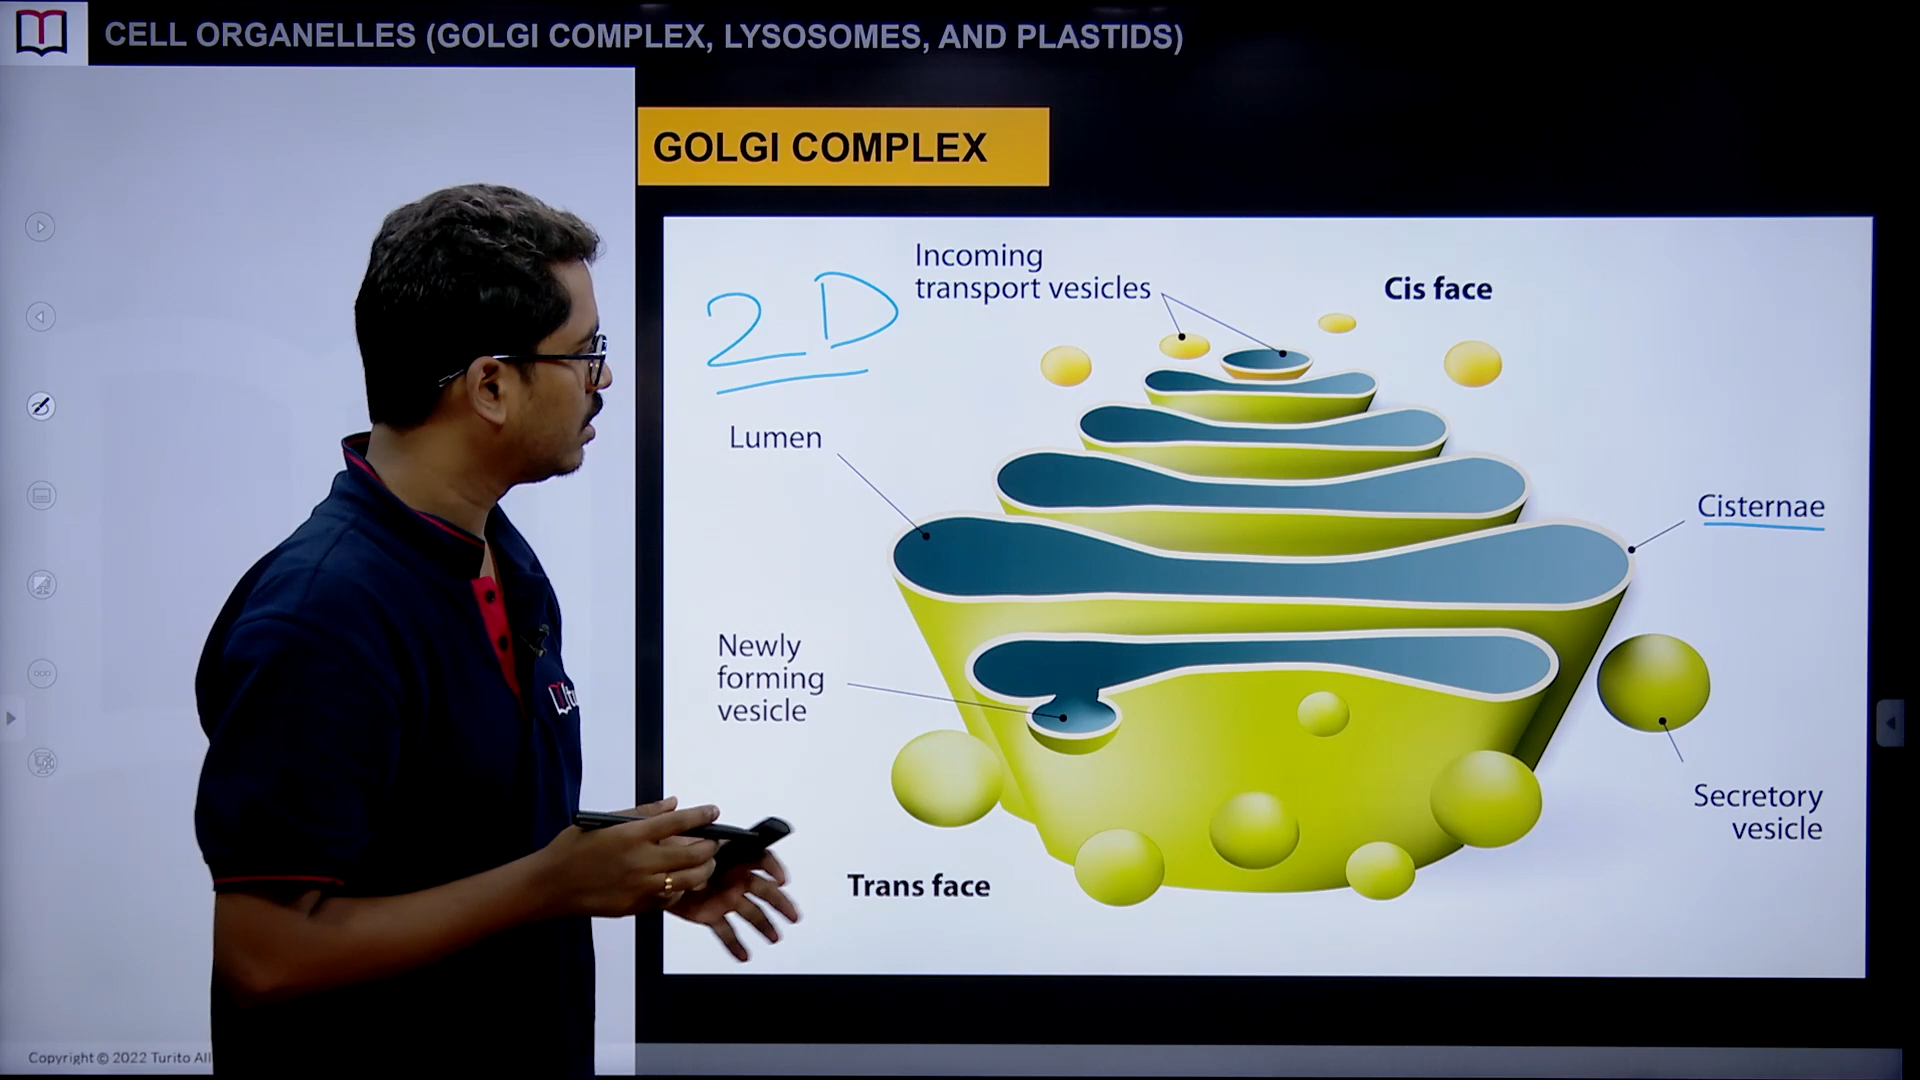 CELL ORGANELLES (GOLGI COMPLEX, LYSOSOMES, AND PLASTIDS)
GOLGI COMPLEX
2D
Incoming
transport vesicles
Cis face
Lumen
Cisternae
Newly
forming
vesicle
Secretory
vesicle
Trans face
Copyright © 2022 Turito All